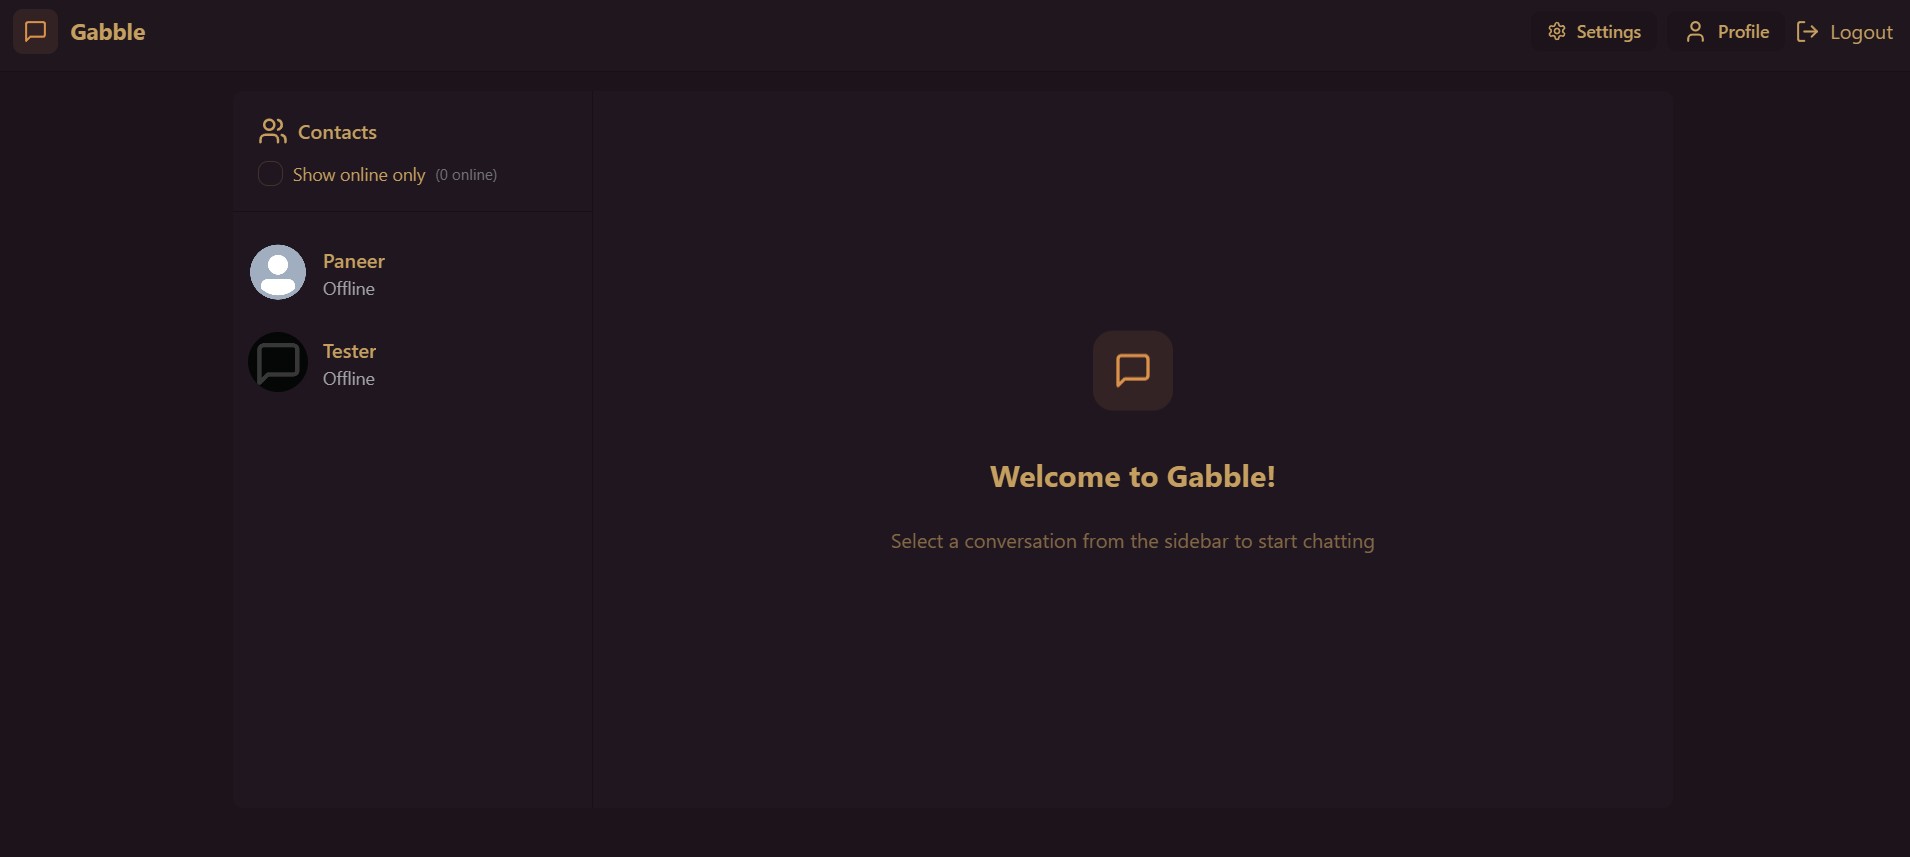 Gabble
Settings
Profile
Logout
Contacts
Show online only (0 online)
Paneer
Offline
Tester
Offline
Welcome to Gabble!
Select a conversation from the sidebar to start chatting